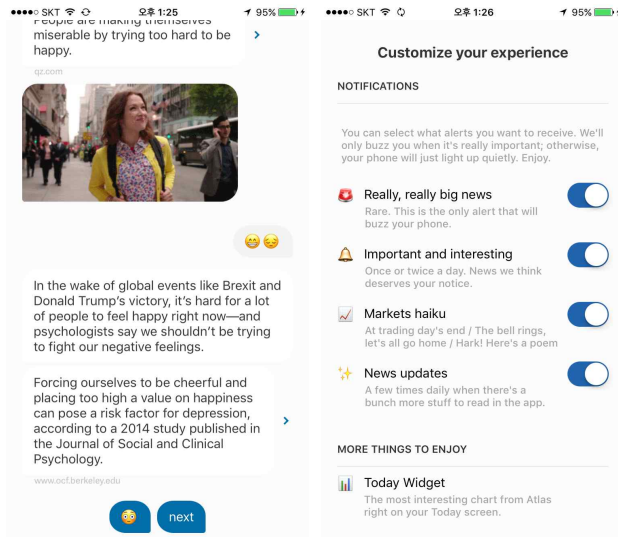 SKT 오후 1:25 95%
People are making themselves
miserable by trying too hard to be
happy.
qz.com
In the wake of global events like Brexit and
Donald Trump's victory, it's hard for a lot
of people to feel happy right now—and
psychologists say we shouldn't be trying
to fight our negative feelings.
Forcing ourselves to be cheerful and
placing too high a value on happiness
can pose a risk factor for depression,
according to a 2014 study published in
the Journal of Social and Clinical
Psychology.
www.ocf.berkeley.edu
next
SKT 오후 1:26 95%
Customize your experience
NOTIFICATIONS
You can select what alerts you want to receive. We'll
only buzz you when it's really important; otherwise,
your phone will just light up quietly. Enjoy.
Really, really big news
Rare. This is the only alert that will
buzz your phone.
Important and interesting
Once or twice a day. News we think
deserves your notice.
Markets haiku
At trading day's end / The bell rings,
let's all go home / Hark! Here's a poem
News updates
A few times daily when there's a
bunch more stuff to read in the app.
MORE THINGS TO ENJOY
Today Widget
The most interesting chart from Atlas
right on your Today screen.